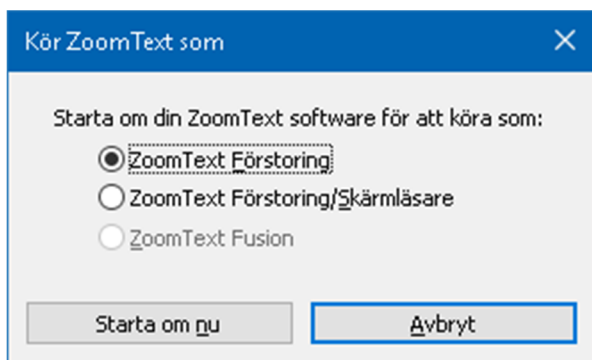 Kör ZoomText som
Starta om din ZoomText software för att köra som:
ZoomText Förstoring
ZoomText Förstoring/Skärmläsare
ZoomText Fusion
Starta om nu
Avbryt